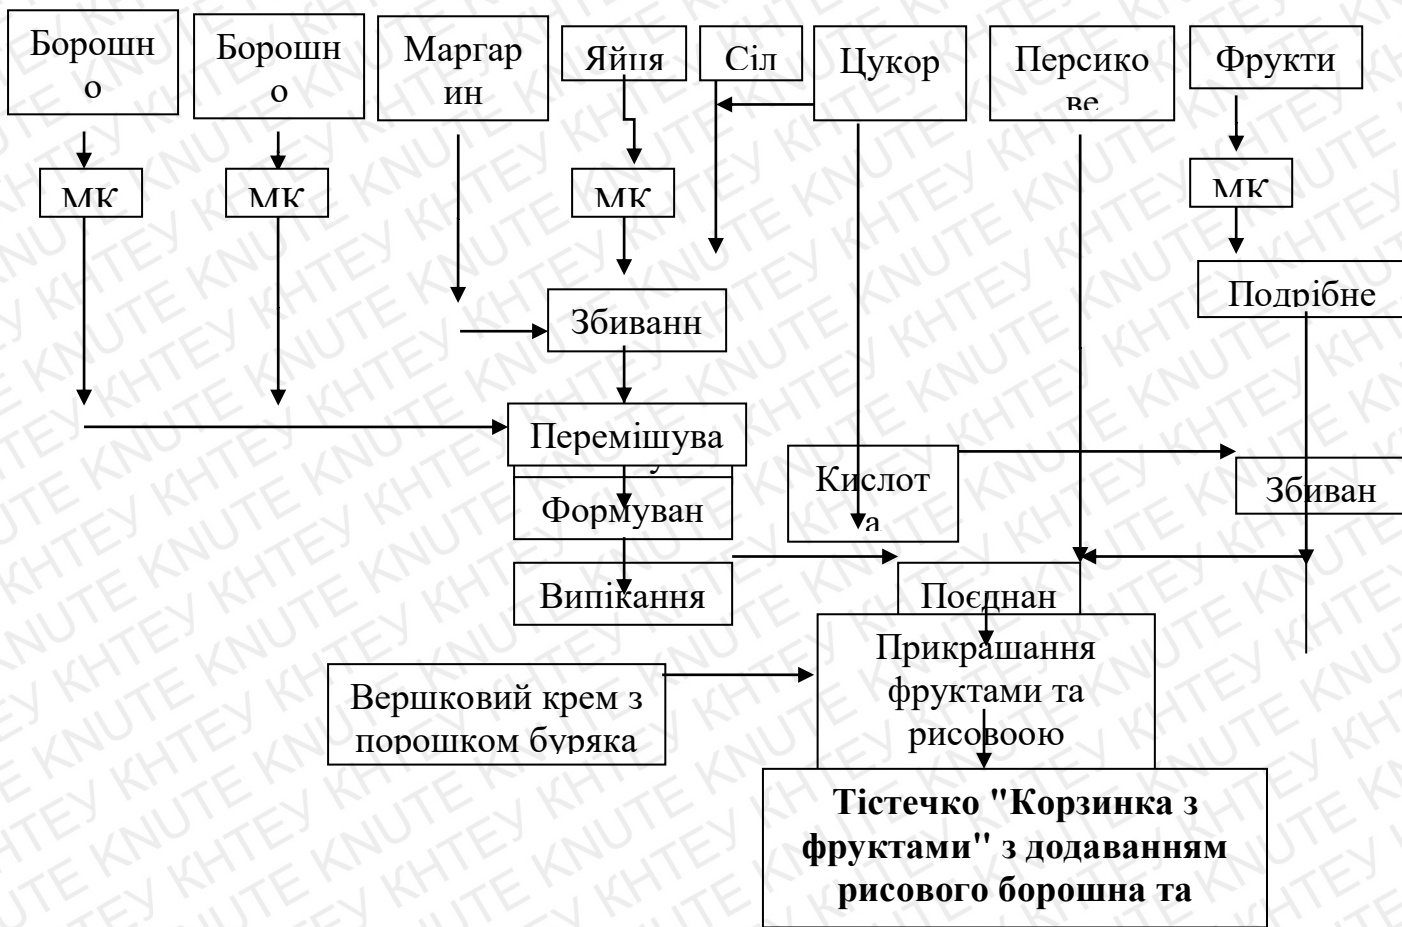 Борошн
о
Борошн
о
Маргар
ин
Яйця
Сіл
Цукор
Персико
ве
Фрукти
МК
МК
МК
МК
Подрібне
Збиванн
Перемішува
у
Кислот
а
Збиван
Формуван
Випікання
Поєднан
Прикрашання
фруктами та
рисовоою
Вершковий крем з
порошком буряка
Тістечко "Корзинка з
фруктами" з додаванням
рисового борошна та